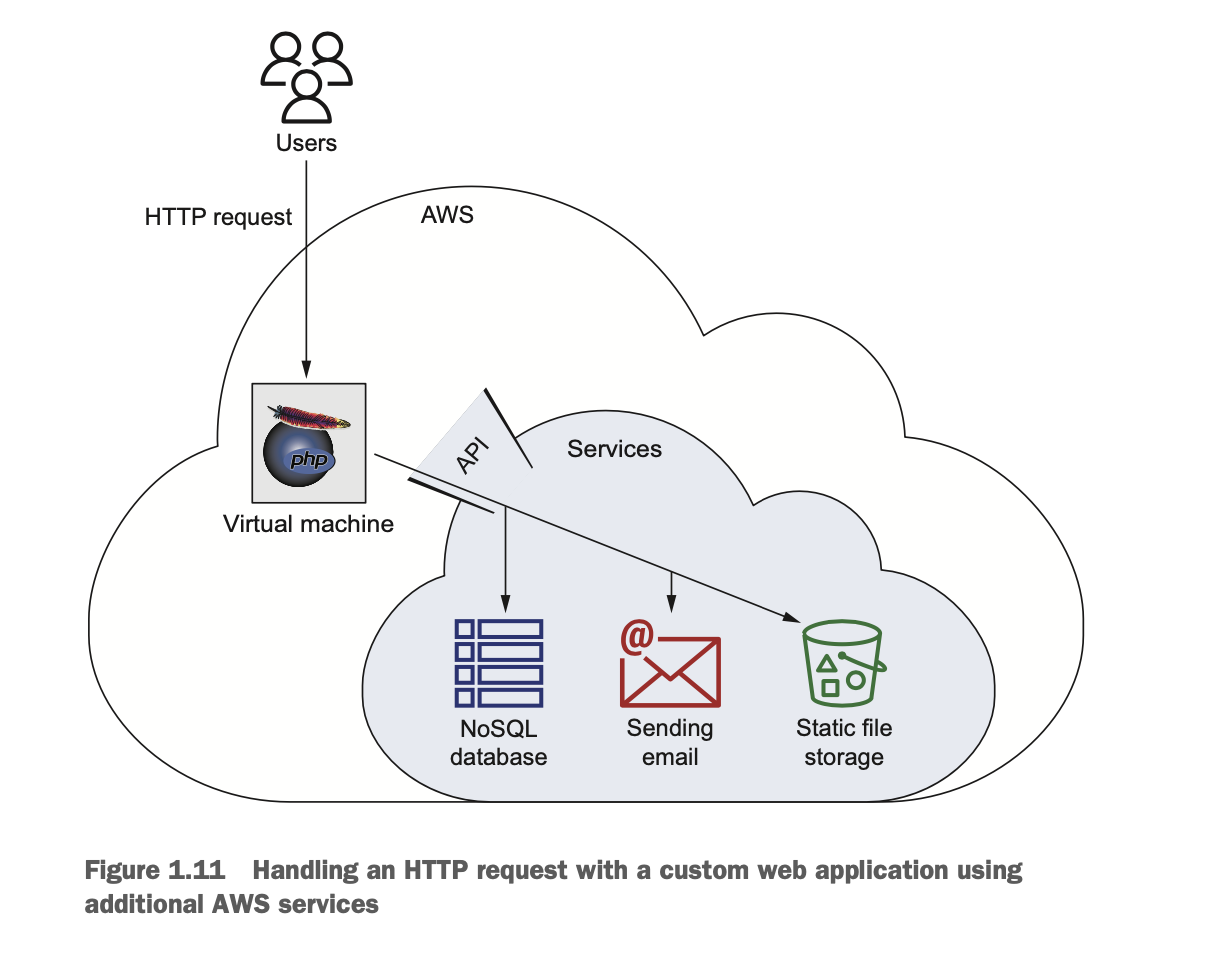 Users
HTTP request
AWS
API
Services
php
Virtual machine
NoSQL
database
@
Sending
email
Static file
storage
Figure 1.11 Handling an HTTP request with a custom web application using
additional AWS services